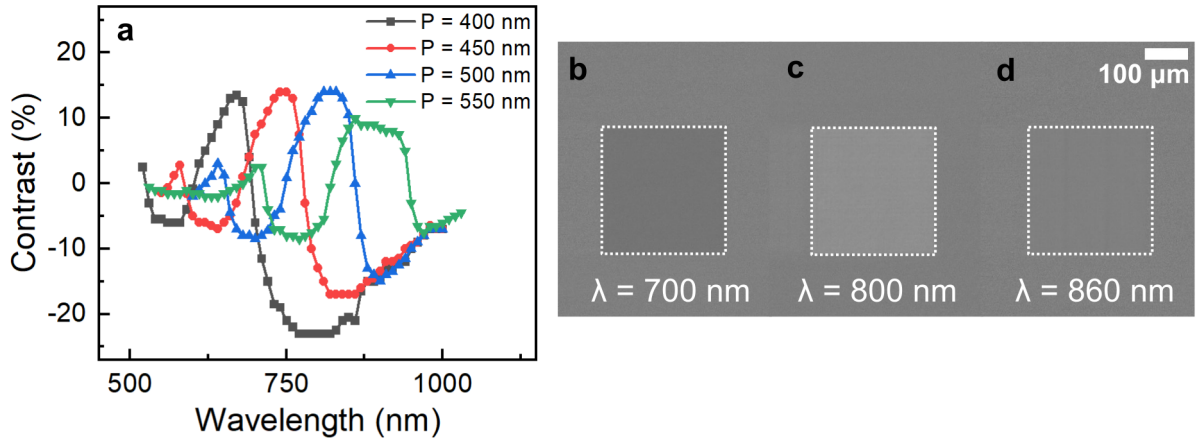 a
P = 400 nm
P = 450 nm
P = 500 nm
P = 550 nm
Contrast (%)
20
10
0
-10
-20
500
750
1000
Wavelength (nm)
b
c
d
100 μm
λ = 700 nm
λ = 800 nm
λ = 860 nm